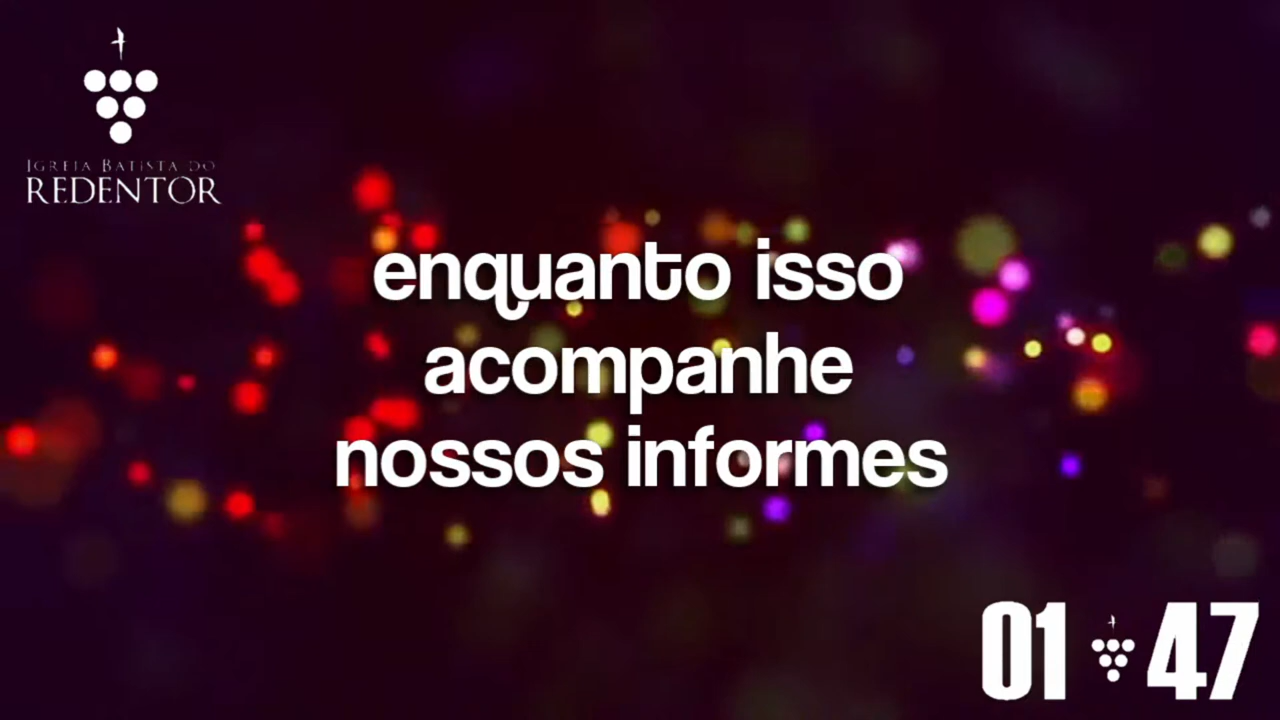 IGREJA BATISTA DO
REDENTOR
enquanto isso
acompanhe
nossos informes
01 47